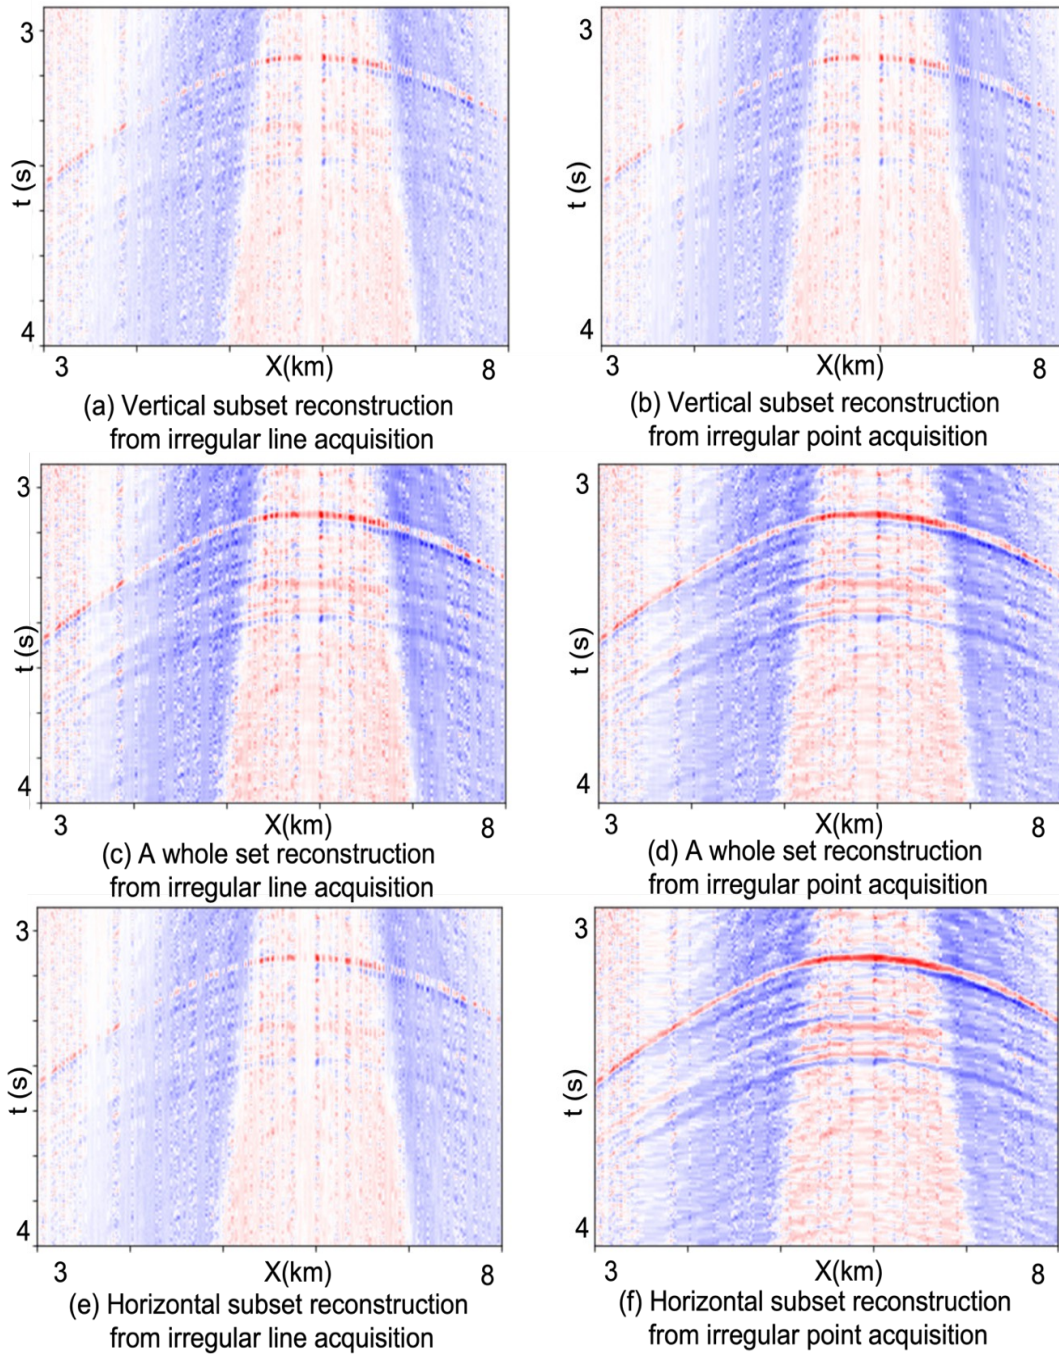 3
t (s)
4
3
X(km)
8
(a) Vertical subset reconstruction
from irregular line acquisition
3
t (s)
4
3
X(km)
8
(b) Vertical subset reconstruction
from irregular point acquisition
3
t (s)
4
3
X(km)
8
(c) A whole set reconstruction
from irregular line acquisition
3
t (s)
4
3
X(km)
8
(d) A whole set reconstruction
from irregular point acquisition
3
t (s)
4
3
X(km)
8
(e) Horizontal subset reconstruction
from irregular line acquisition
3
t (s)
4
3
X(km)
8
(f) Horizontal subset reconstruction
from irregular point acquisition